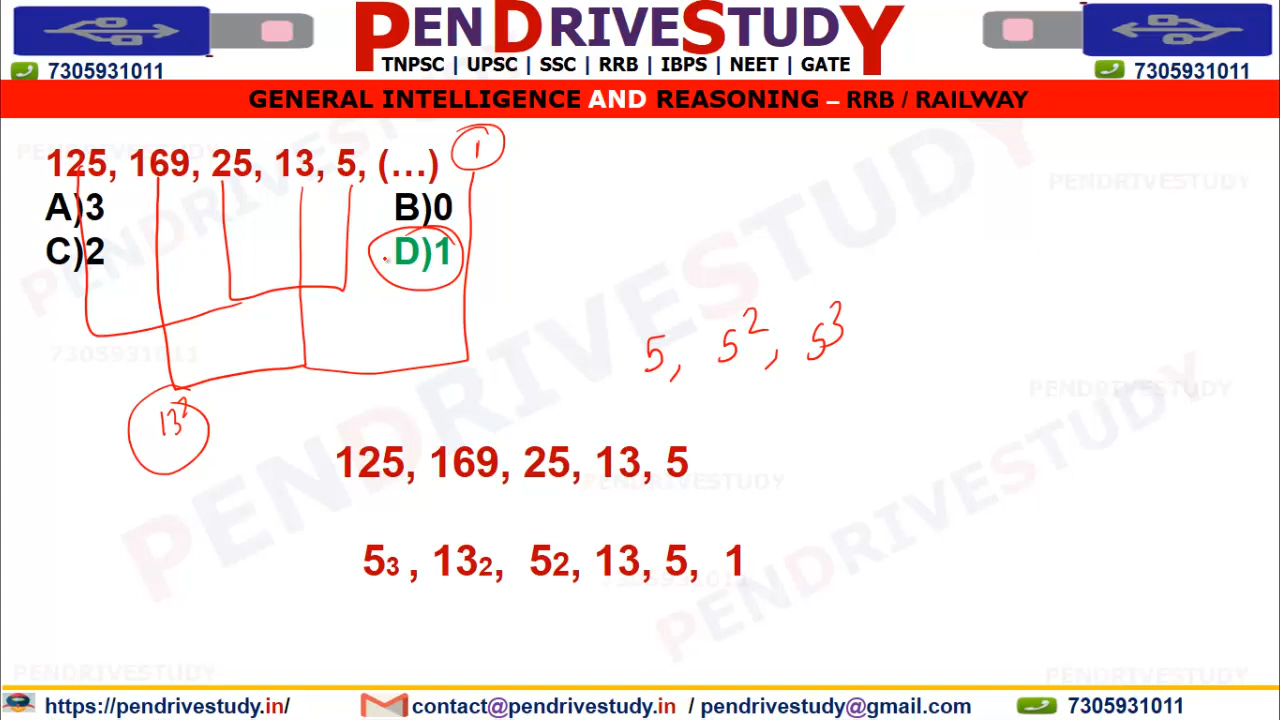 PENDRIVESTUDY
TNPSC | UPSC | SSC | RRB | IBPS | NEET | GATE
7305931011
7305931011
GENERAL INTELLIGENCE AND REASONING – RRB / RAILWAY
125, 169, 25, 13, 5, (...)
1
A)3
B)0
C)2
D)1
5, 5², 5³
13²
125, 169, 25, 13, 5
53 , 132, 52, 13, 5, 1
PENDRIVESTUDY
7305931011
https://pendrivestudy.in/
contact@pendrivestudy.in / pendrivestudy@gmail.com
7305931011